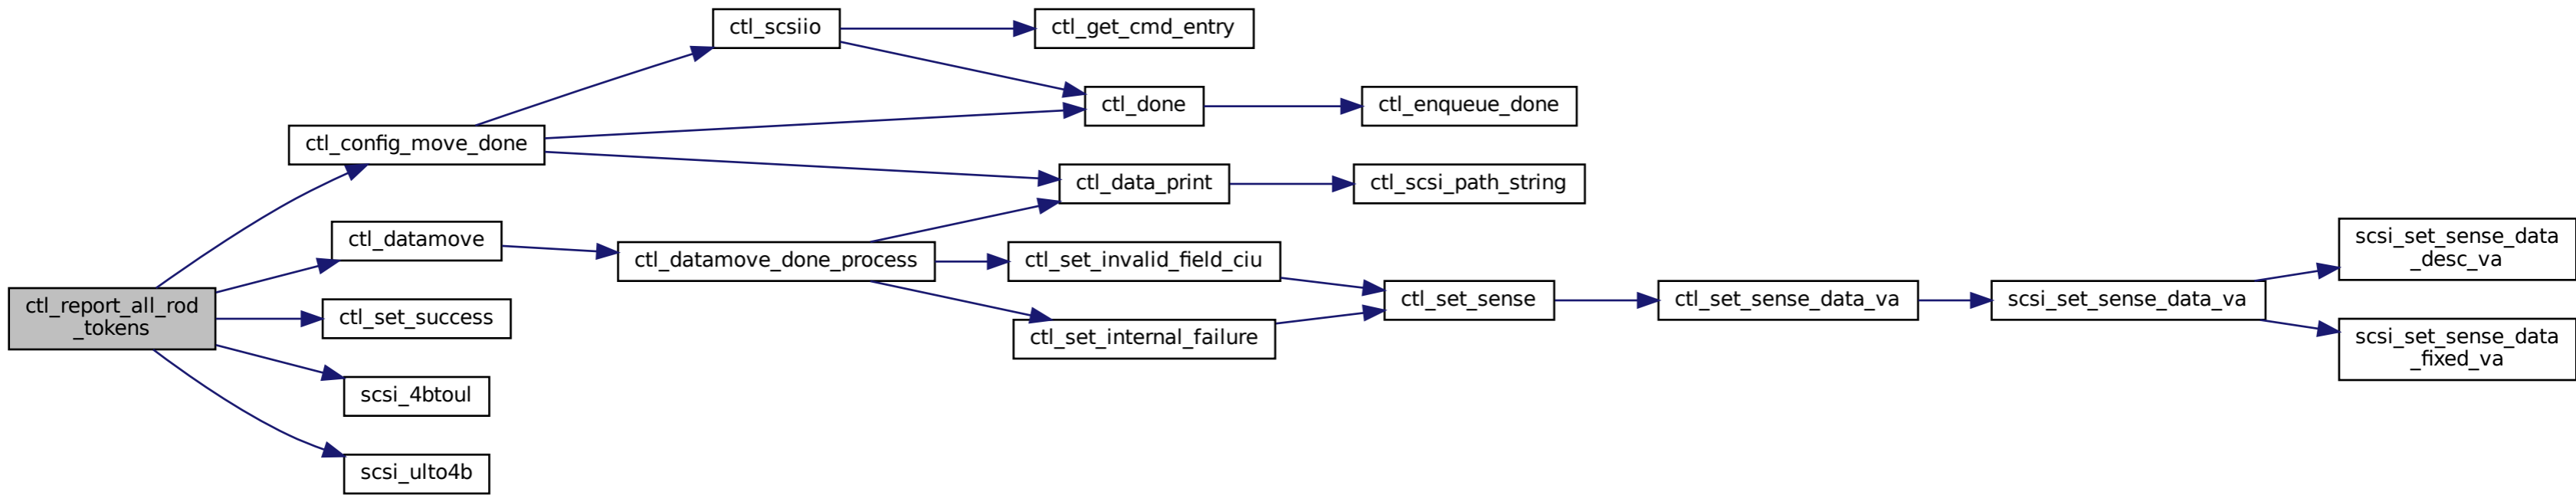 ctl_scsiio
ctl_get_cmd_entry
ctl_done
ctl_enqueue_done
ctl_config_move_done
ctl_data_print
ctl_scsi_path_string
ctl_datamove
ctl_datamove_done_process
ctl_set_invalid_field_ciu
scsi_set_sense_data
_desc_va
ctl_report_all_rod
_tokens
ctl_set_success
ctl_set_internal_failure
ctl_set_sense
ctl_set_sense_data_va
scsi_set_sense_data_va
scsi_set_sense_data
_fixed_va
scsi_4btoul
scsi_ulto4b